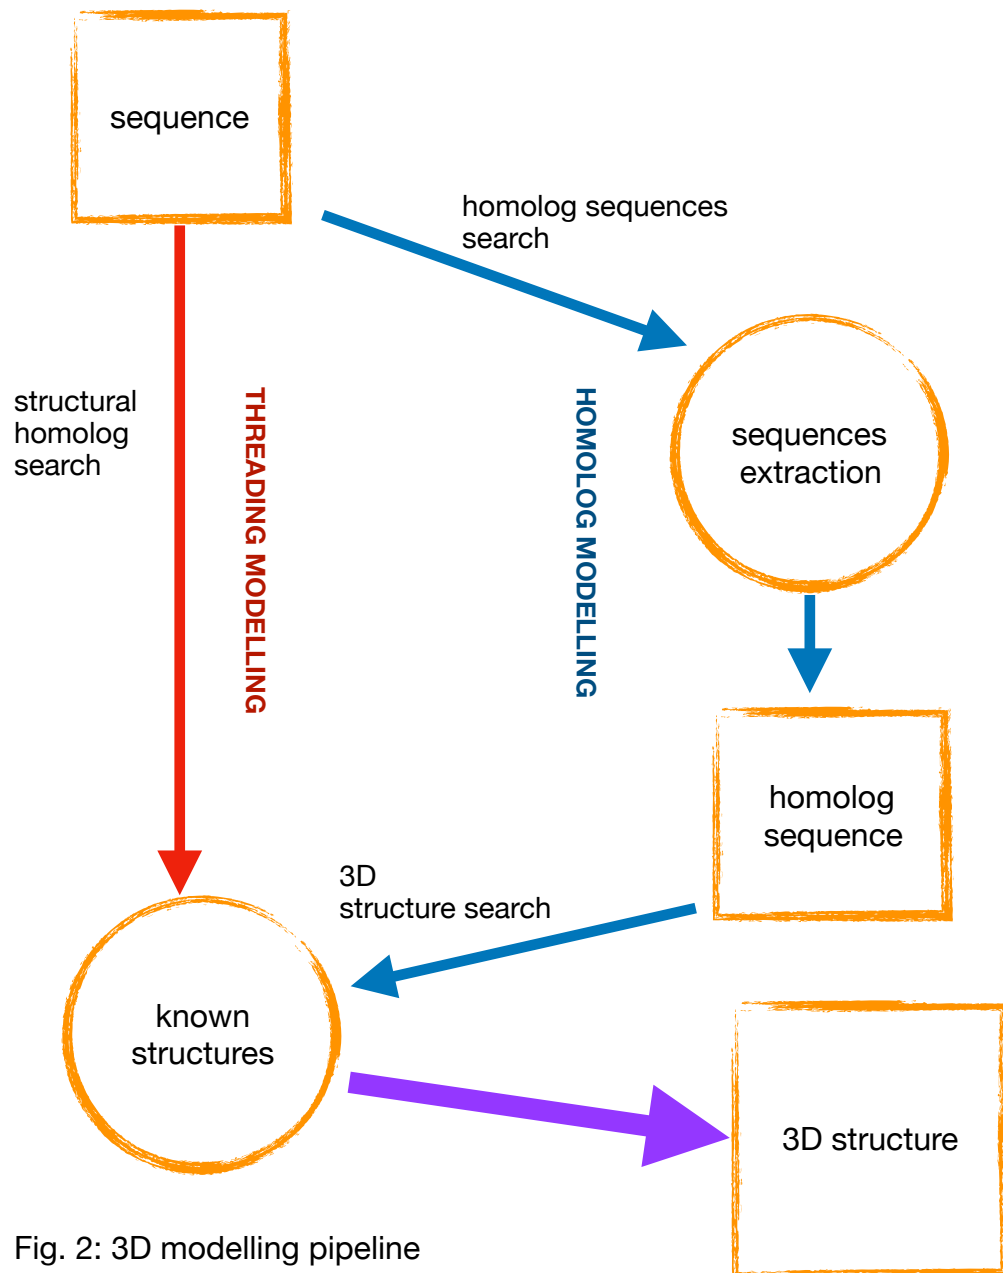 sequence
homolog sequences
search
structural
homolog
search
THREADING MODELLING
HOMOLOG MODELLING
sequences
extraction
homolog
sequence
3D
structure search
known
structures
3D structure
Fig. 2: 3D modelling pipeline